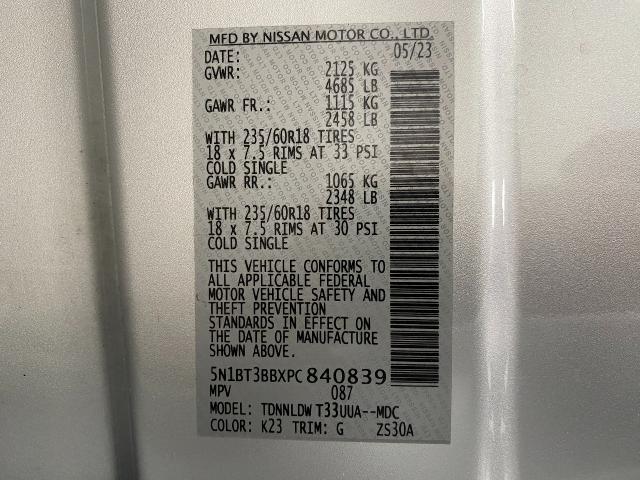 MFD BY NISSAN MOTOR CO., LTD.
DATE: 05/23
GVWR: 2125 KG
4685 LB
GAWR FR.: 1115 KG
2458 LB
WITH 235/60R18 TIRES
18 x 7.5 RIMS AT 33 PSI
COLD SINGLE
GAWR RR.: 1065 KG
2348 LB
WITH 235/60R18 TIRES
18 x 7.5 RIMS AT 30 PSI
COLD SINGLE
THIS VEHICLE CONFORMS TO
ALL APPLICABLE FEDERAL
MOTOR VEHICLE SAFETY AND
THEFT PREVENTION
STANDARDS IN EFFECT ON
THE DATE OF MANUFACTURE
SHOWN ABOVE.
5N1BT3BBXPC840839
MPV 087
MODEL: TDNNLDW T33UUA--MDC
COLOR: K23 TRIM: G ZS30A